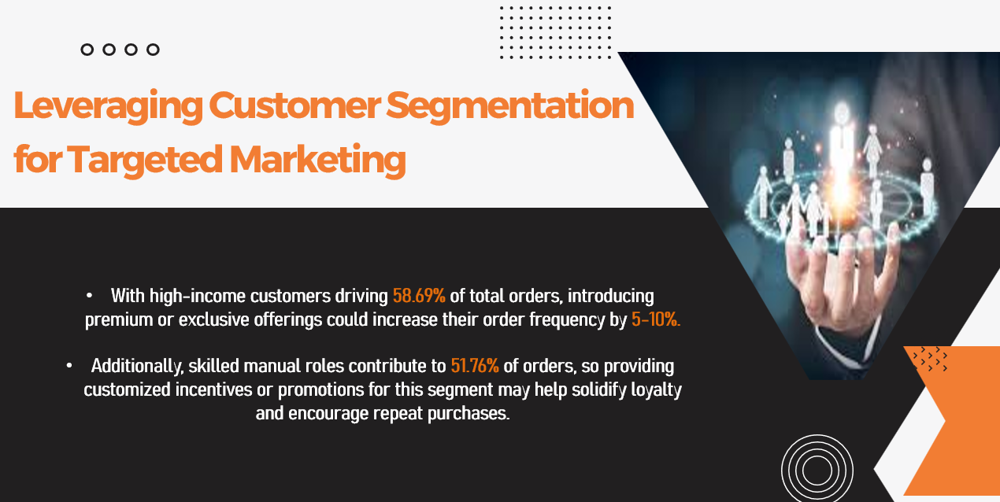 Leveraging Customer Segmentation
for Targeted Marketing
• With high-income customers driving 58.69% of total orders, introducing
premium or exclusive offerings could increase their order frequency by 5-10%.
• Additionally, skilled manual roles contribute to 51.76% of orders, so providing
customized incentives or promotions for this segment may help solidify loyalty
and encourage repeat purchases.